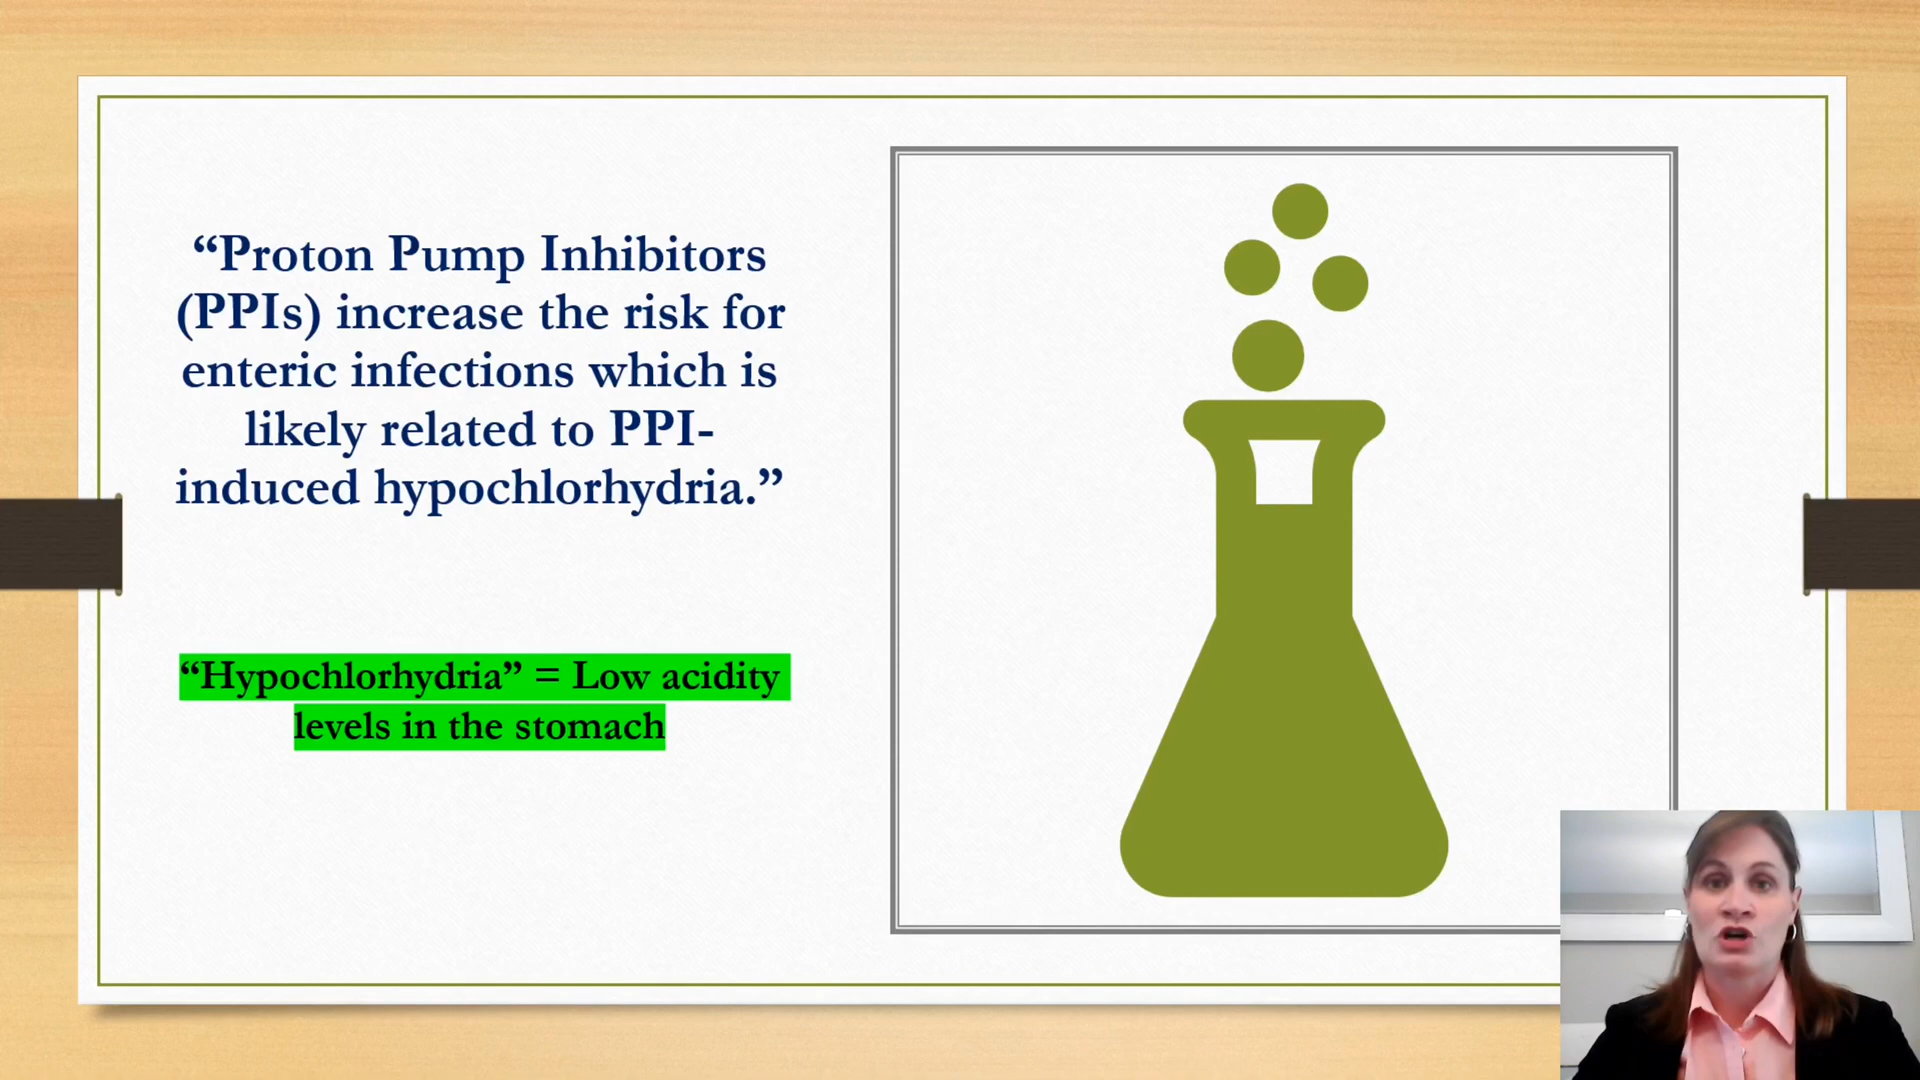 “Proton Pump Inhibitors
(PPIs) increase the risk for
enteric infections which is
likely related to PPI-
induced hypochlorhydria.”
“Hypochlorhydria” = Low acidity
levels in the stomach